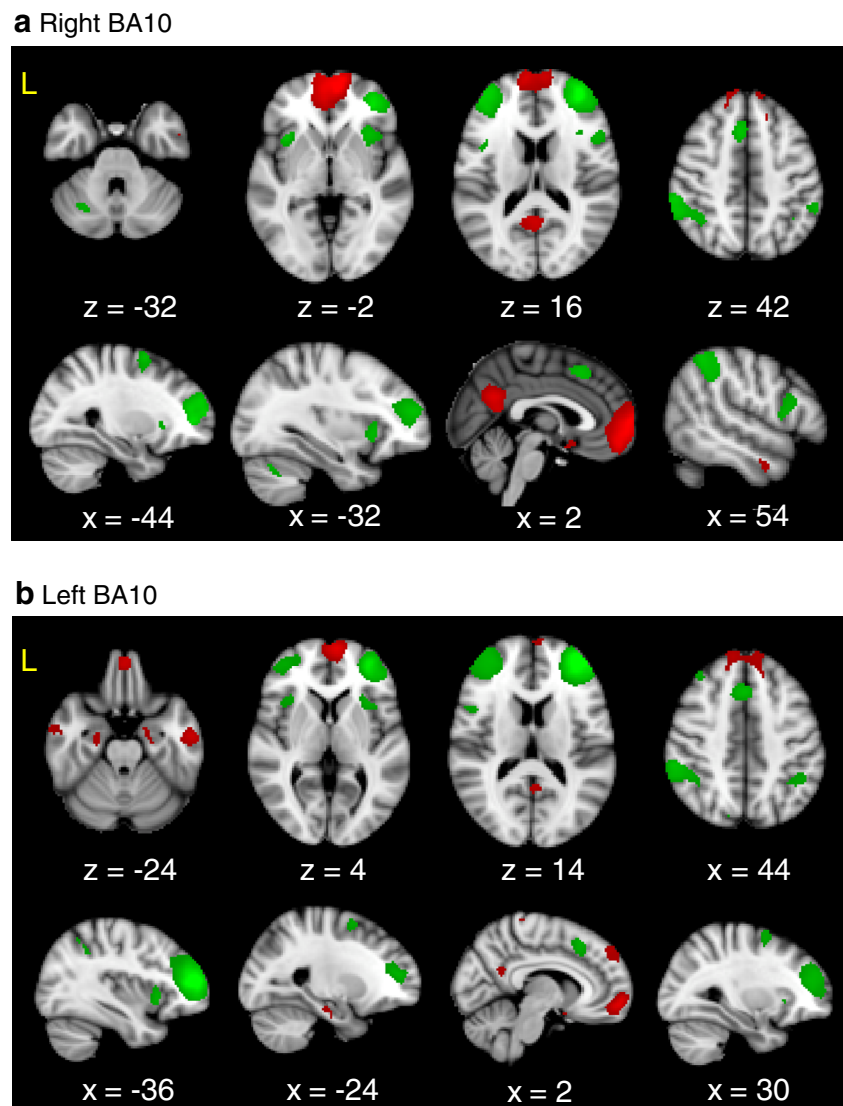 a Right BA10
L
z = -32 z = -2 z = 16 z = 42
x = -44 x = -32 x = 2 x = 54
b Left BA10
L
z = -24 z = 4 z = 14 x = 44
x = -36 x = -24 x = 2 x = 30